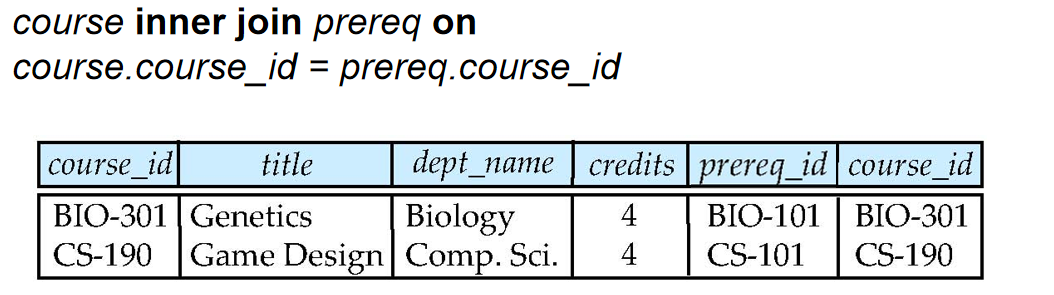 course inner join prereq on
course.course_id = prereq.course_id
course_id title dept_name credits prereq_id course_id
BIO-301 Genetics Biology 4 BIO-101 BIO-301
CS-190 Game Design Comp. Sci. 4 CS-101 CS-190